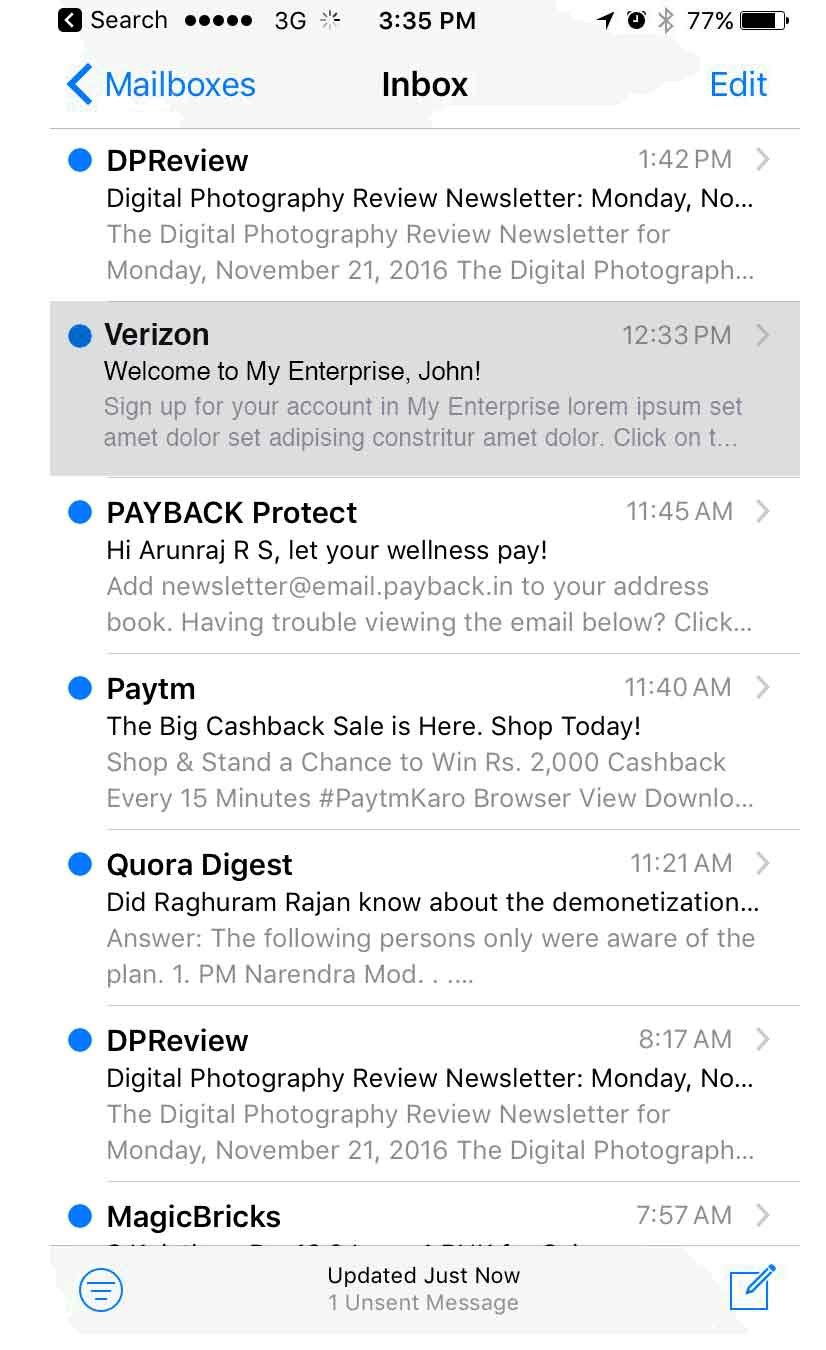 Search 3G 3:35 PM 77%
Mailboxes Inbox Edit
DPReview 1:42 PM
Digital Photography Review Newsletter: Monday, No...
The Digital Photography Review Newsletter for
Monday, November 21, 2016 The Digital Photograph...
Verizon 12:33 PM
Welcome to My Enterprise, John!
Sign up for your account in My Enterprise lorem ipsum set
amet dolor set adipising constritur amet dolor. Click on t...
PAYBACK Protect 11:45 AM
Hi Arunraj R S, let your wellness pay!
Add newsletter@email.payback.in to your address
book. Having trouble viewing the email below? Click...
Paytm 11:40 AM
The Big Cashback Sale is Here. Shop Today!
Shop & Stand a Chance to Win Rs. 2,000 Cashback
Every 15 Minutes #PaytmKaro Browser View Downlo...
Quora Digest 11:21 AM
Did Raghuram Rajan know about the demonetization...
Answer: The following persons only were aware of the
plan. 1. PM Narendra Mod. . .....
DPReview 8:17 AM
Digital Photography Review Newsletter: Monday, No...
The Digital Photography Review Newsletter for
Monday, November 21, 2016 The Digital Photograph...
MagicBricks 7:57 AM
Updated Just Now
1 Unsent Message